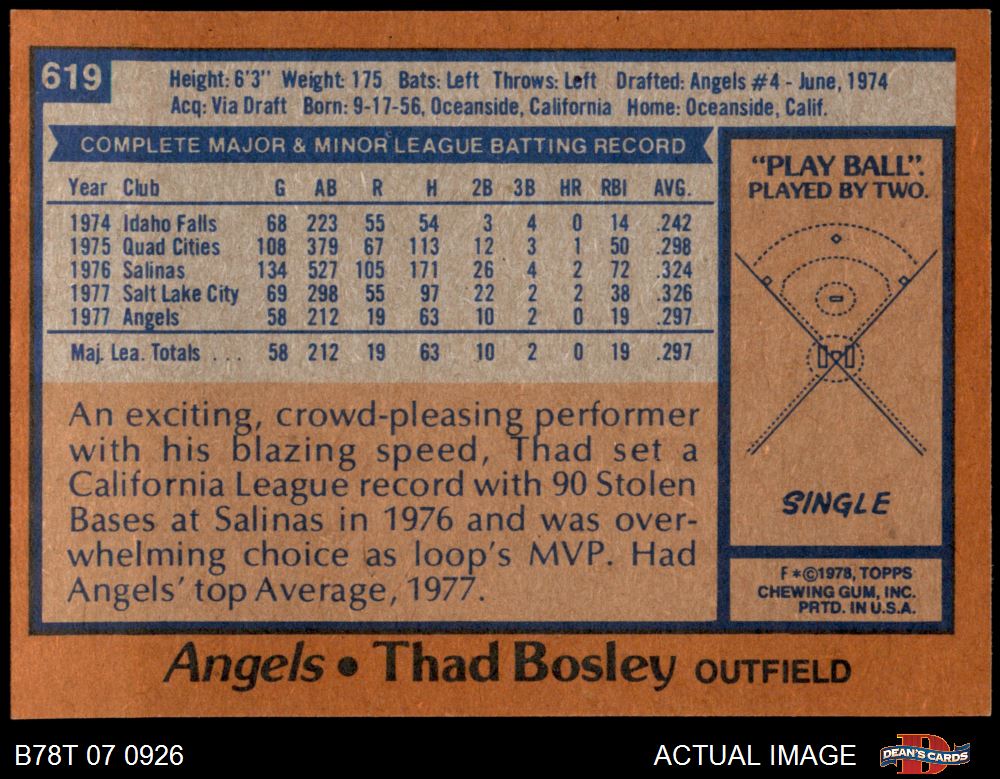 619
Height: 6'3" Weight: 175 Bats: Left Throws: Left Drafted: Angels #4 - June, 1974
Acq: Via Draft Born: 9-17-56, Oceanside, California Home: Oceanside, Calif.
COMPLETE MAJOR & MINOR LEAGUE BATTING RECORD
Year Club G AB R H 2B 3B HR RBI AVG.
1974 Idaho Falls 68 223 55 54 3 4 0 14 .242
1975 Quad Cities 108 379 67 113 12 3 1 50 .298
1976 Salinas 134 527 105 171 26 4 2 72 .324
1977 Salt Lake City 69 298 55 97 22 2 2 38 .326
1977 Angels 58 212 19 63 10 2 0 19 .297
Maj. Lea. Totals . . . 58 212 19 63 10 2 0 19 .297
An exciting, crowd-pleasing performer
with his blazing speed, Thad set a
California League record with 90 Stolen
Bases at Salinas in 1976 and was over-
whelming choice as loop's MVP. Had
Angels' top Average, 1977.
"PLAY BALL".
PLAYED BY TWO.
SINGLE
F*©1978, TOPPS
CHEWING GUM, INC.
PRTD. IN U.S.A.
Angels • Thad Bosley OUTFIELD
B78T 07 0926
ACTUAL IMAGE
DEAN'S CARDS